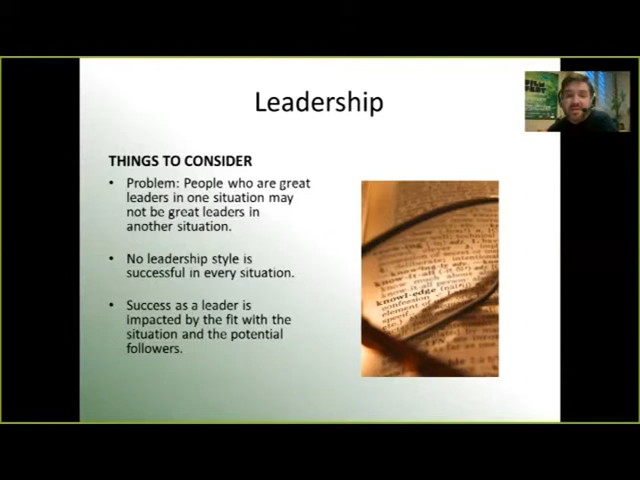 Leadership
THINGS TO CONSIDER
• Problem: People who are great
leaders in one situation may
not be great leaders in
another situation.
• No leadership style is
successful in every situation.
• Success as a leader is
impacted by the fit with the
situation and the potential
followers.
knowl·edge